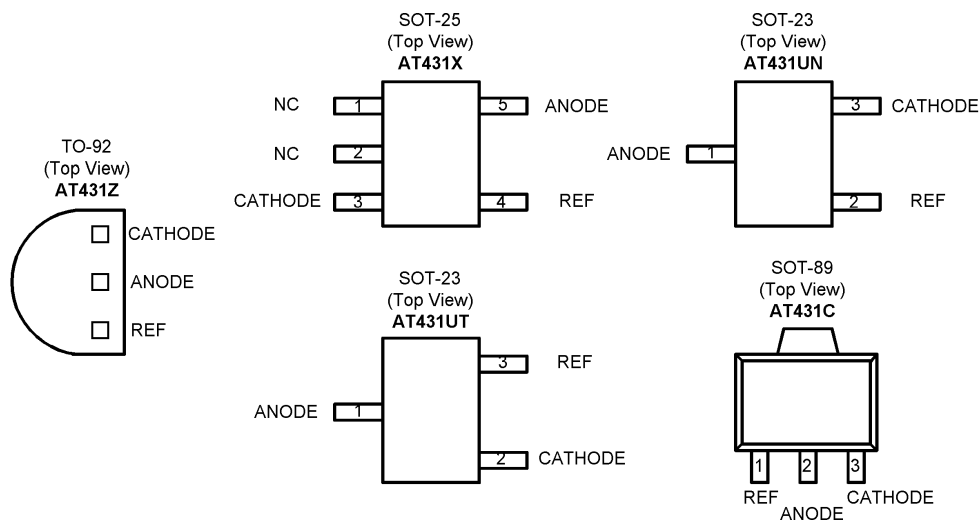 SOT-25
(Top View)
AT431X
NC
1
5
ANODE
NC
2
CATHODE
3
4
REF
SOT-23
(Top View)
AT431UN
3
CATHODE
ANODE
1
2
REF
TO-92
(Top View)
AT431Z
CATHODE
ANODE
REF
SOT-23
(Top View)
AT431UT
3
REF
ANODE
1
2
CATHODE
SOT-89
(Top View)
AT431C
1
2
3
REF
ANODE
CATHODE